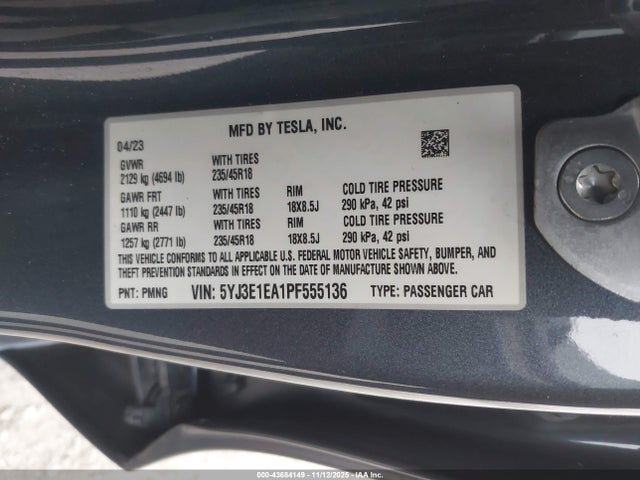 MFD BY TESLA, INC.
04/23
GVWR WITH TIRES
2129 kg (4694 lb) 235/45R18
GAWR FRT WITH TIRES RIM COLD TIRE PRESSURE
1110 kg (2447 lb) 235/45R18 18X8.5J 290 kPa, 42 psi
GAWR RR WITH TIRES RIM COLD TIRE PRESSURE
1257 kg (2771 lb) 235/45R18 18X8.5J 290 kPa, 42 psi
THIS VEHICLE CONFORMS TO ALL APPLICABLE U.S. FEDERAL MOTOR VEHICLE SAFETY, BUMPER, AND
THEFT PREVENTION STANDARDS IN EFFECT ON THE DATE OF MANUFACTURE SHOWN ABOVE.
PNT: PMNG VIN: 5YJ3E1EA1PF555136 TYPE: PASSENGER CAR
000-43684149 - 11/12/2025 - IAAI.COM